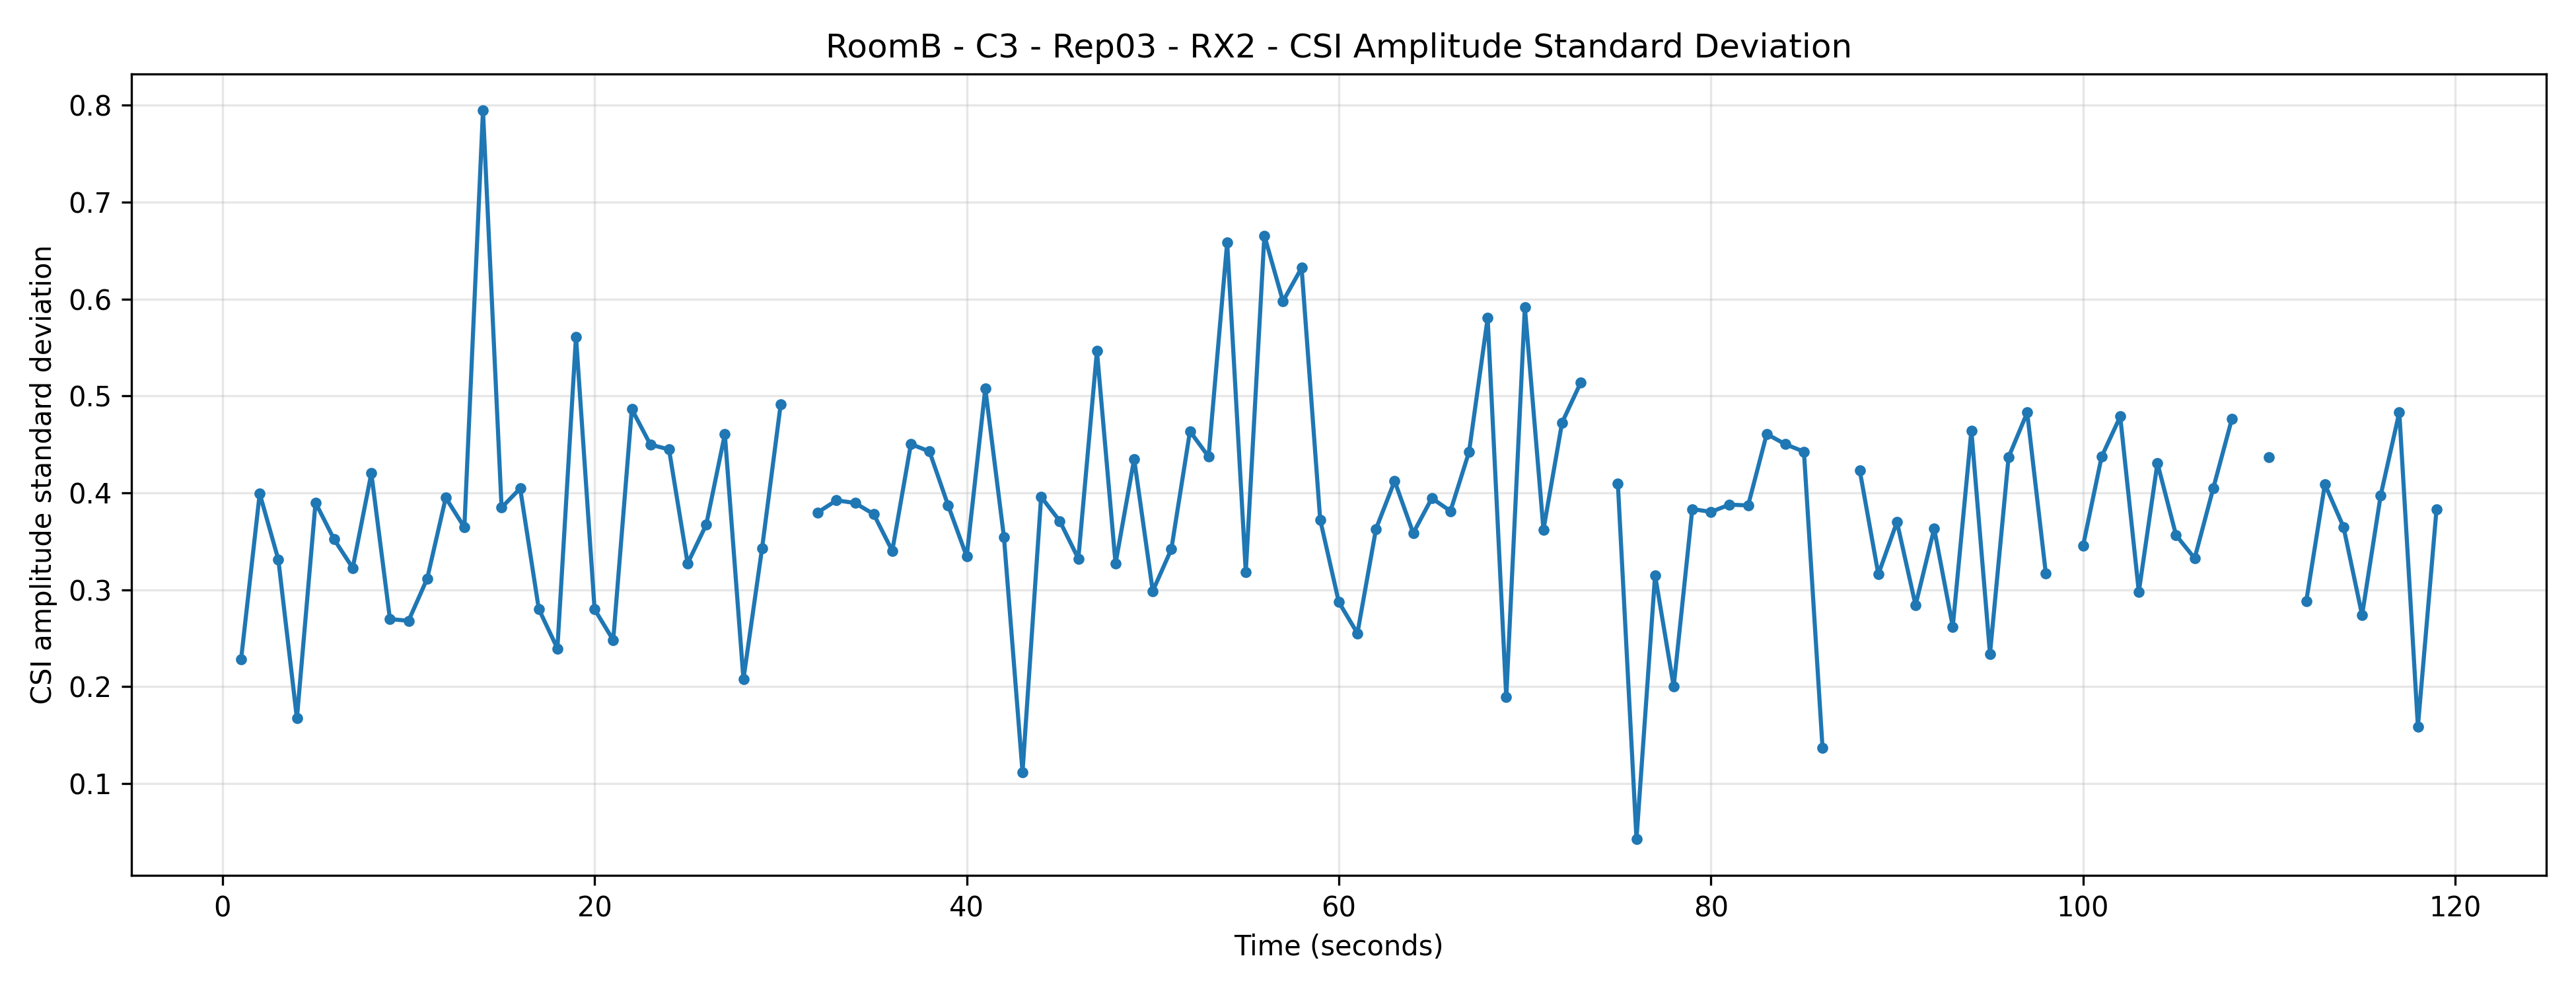 RoomB - C3 - Rep03 - RX2 - CSI Amplitude Standard Deviation
CSI amplitude standard deviation
0.8
0.7
0.6
0.5
0.4
0.3
0.2
0.1
0 20 40 60 80 100 120
Time (seconds)